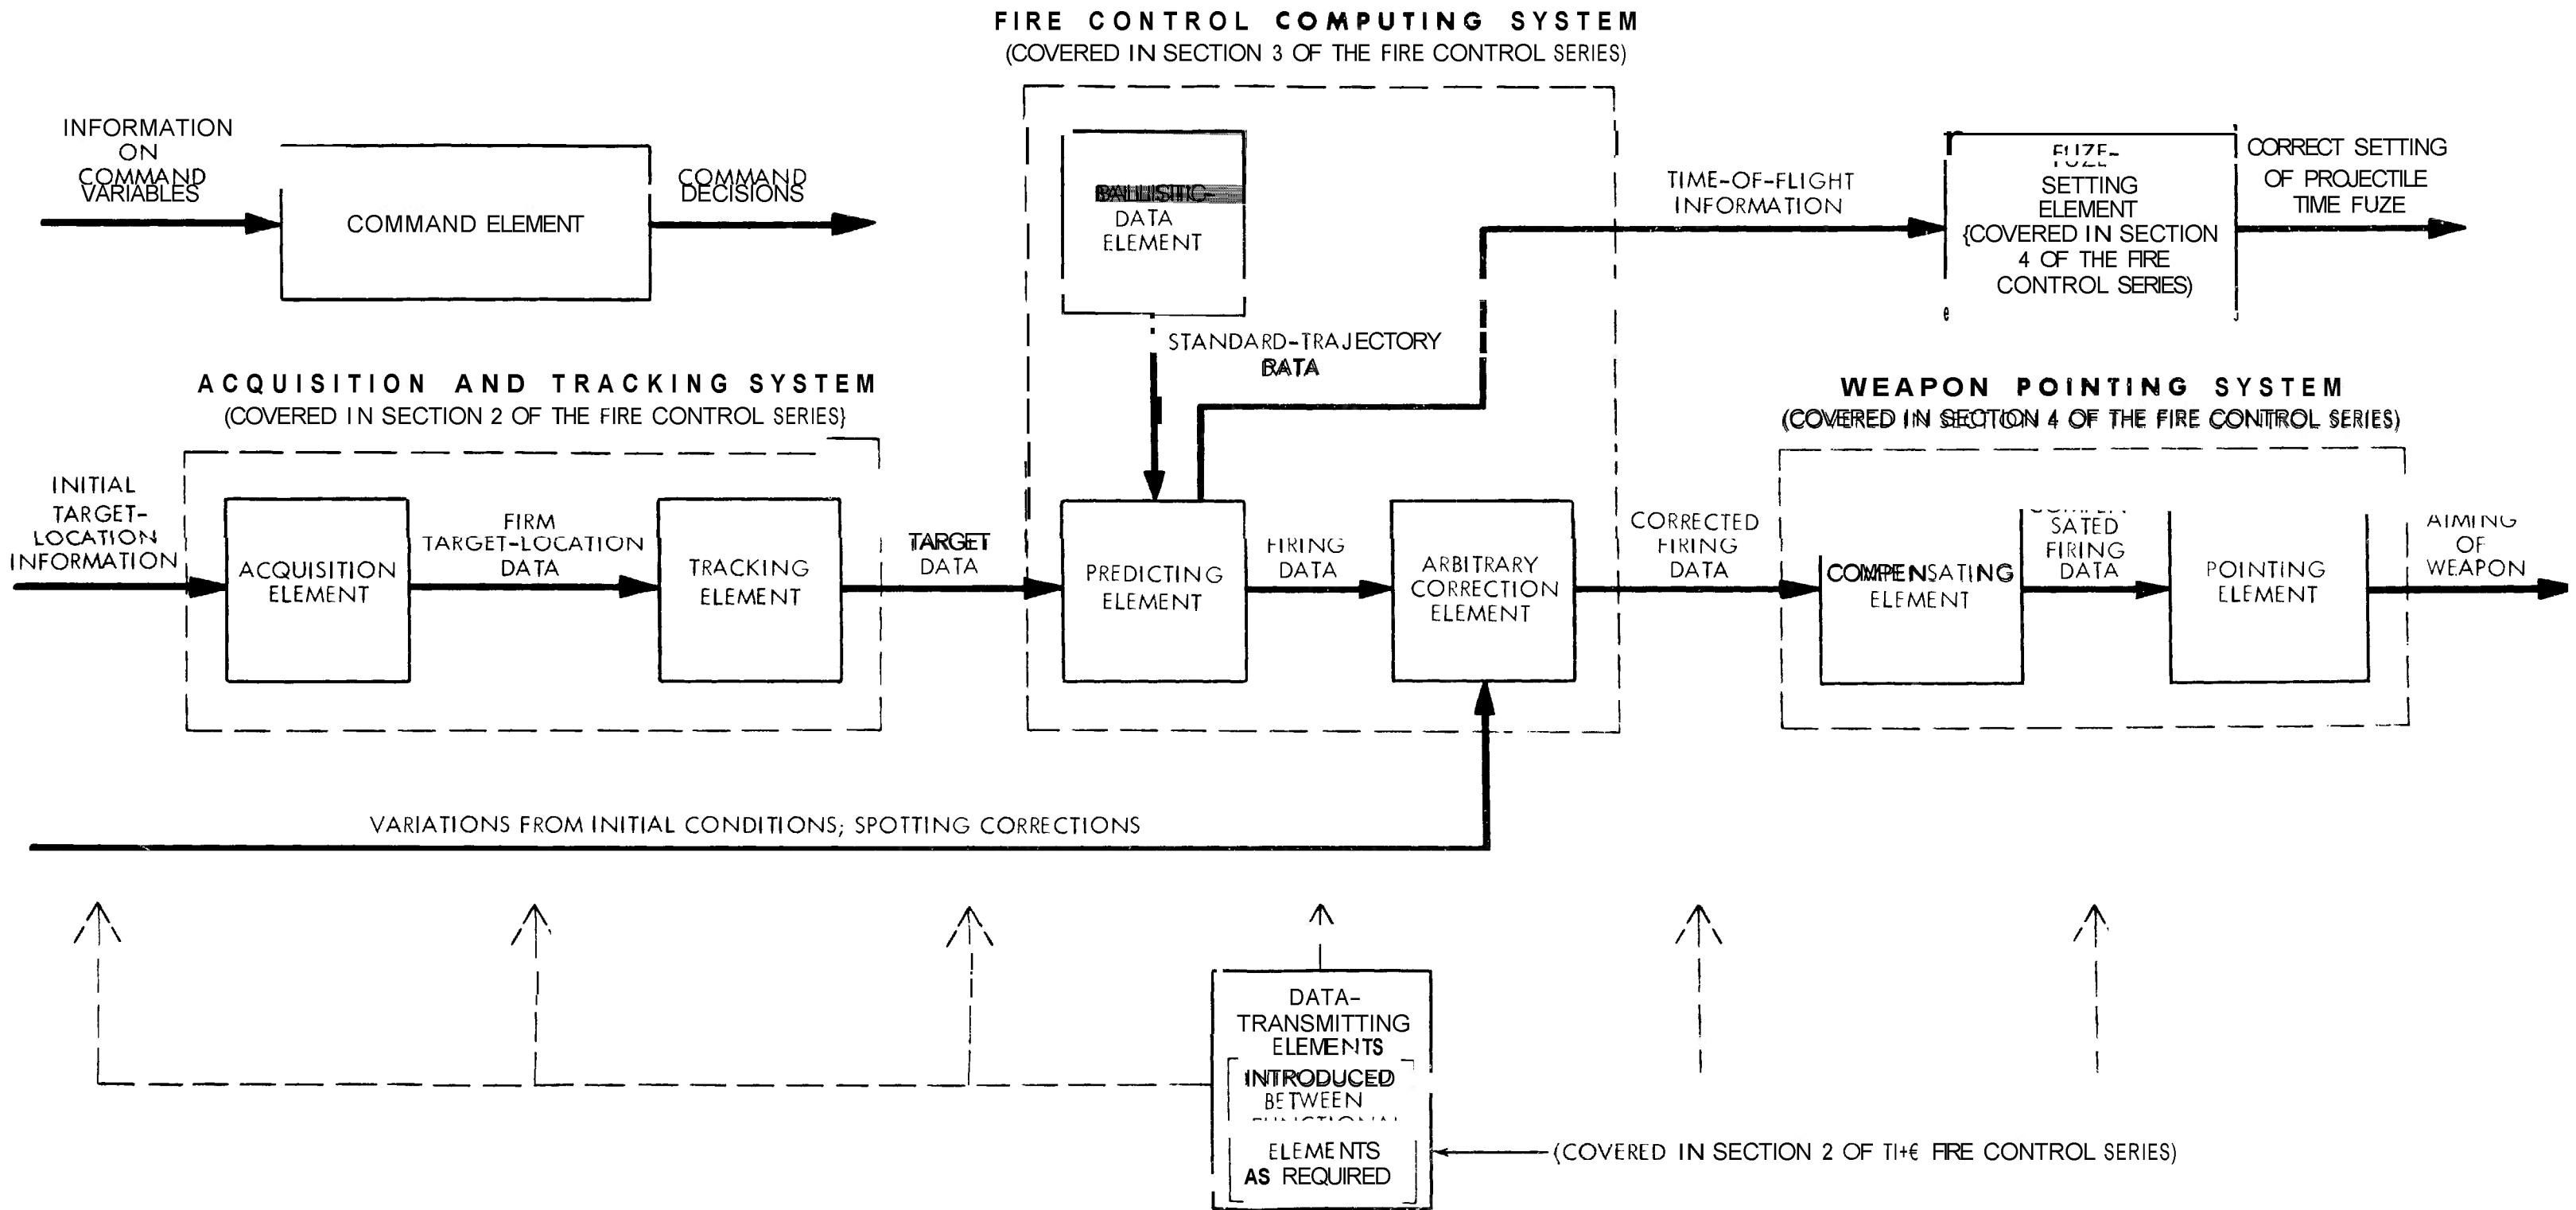 FIRE CONTROL COMPUTING SYSTEM
(COVERED IN SECTION 3 OF THE FIRE CONTROL SERIES)
INFORMATION
ON
COMMAND
VARIABLES
COMMAND ELEMENT
COMMAND
DECISIONS
BALLISTIC-
DATA
ELEMENT
TIME-OF-FLIGHT
INFORMATION
FUZE-
SETTING
ELEMENT
{COVERED IN SECTION
4 OF THE FIRE
CONTROL SERIES)
CORRECT SETTING
OF PROJECTILE
TIME FUZE
STANDARD-TRAJECTORY
DATA
ACQUISITION AND TRACKING SYSTEM
(COVERED IN SECTION 2 OF THE FIRE CONTROL SERIES)
WEAPON POINTING SYSTEM
(COVERED IN SECTION 4 OF THE FIRE CONTROL SERIES)
INITIAL
TARGET-
LOCATION
INFORMATION
ACQUISITION
ELEMENT
FIRM
TARGET-LOCATION
DATA
TRACKING
ELEMENT
TARGET
DATA
PREDICTING
ELEMENT
FIRING
DATA
ARBITRARY
CORRECTION
ELEMENT
CORRECTED
FIRING
DATA
COMPENSATING
ELEMENT
SATED
FIRING
DATA
POINTING
ELEMENT
AIMING
OF
WEAPON
VARIATIONS FROM INITIAL CONDITIONS; SPOTTING CORRECTIONS
DATA-
TRANSMITTING
ELEMENTS
INTRODUCED
BETWEEN
FUNCTIONAL
ELEMENTS
AS REQUIRED
(COVERED IN SECTION 2 OF TI+€ FIRE CONTROL SERIES)